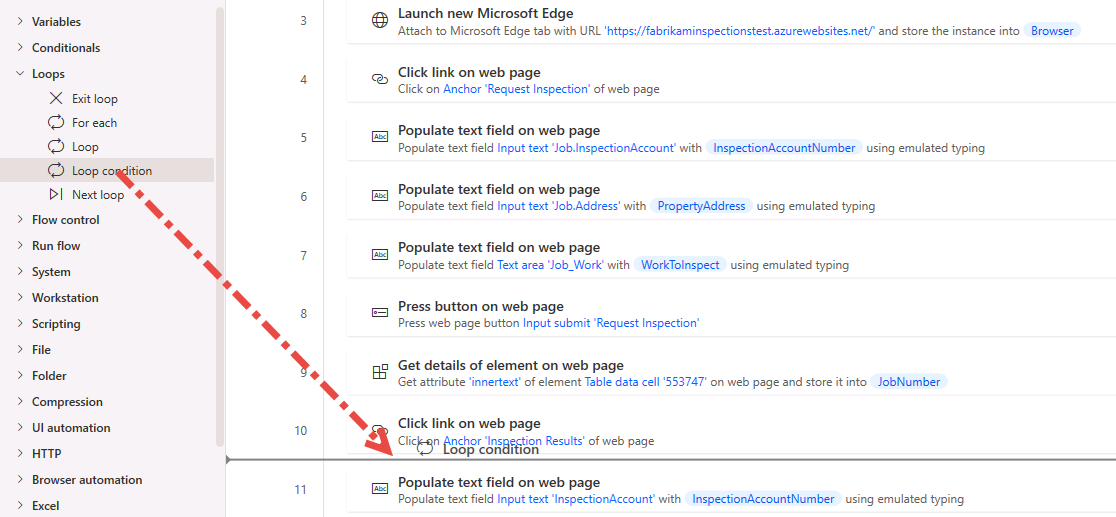 Variables
Conditionals
Loops
Exit loop
For each
Loop
Loop condition
Next loop
Flow control
Run flow
System
Workstation
Scripting
File
Folder
Compression
UI automation
HTTP
Browser automation
Excel
3
Launch new Microsoft Edge
Attach to Microsoft Edge tab with URL 'https://fabrikaminspectionstest.azurewebsites.net/' and store the instance into Browser
4
Click link on web page
Click on Anchor 'Request Inspection' of web page
5
Populate text field on web page
Populate text field Input text 'Job.InspectionAccount' with InspectionAccountNumber using emulated typing
6
Populate text field on web page
Populate text field Input text 'Job.Address' with PropertyAddress using emulated typing
7
Populate text field on web page
Populate text field Text area 'Job_Work' with WorkToInspect using emulated typing
8
Press button on web page
Press web page button Input submit 'Request Inspection'
9
Get details of element on web page
Get attribute 'innertext' of element Table data cell '553747' on web page and store it into JobNumber
10
Click link on web page
Click on Anchor 'Inspection Results' of web page
Loop condition
11
Populate text field on web page
Populate text field Input text 'InspectionAccount' with InspectionAccountNumber using emulated typing